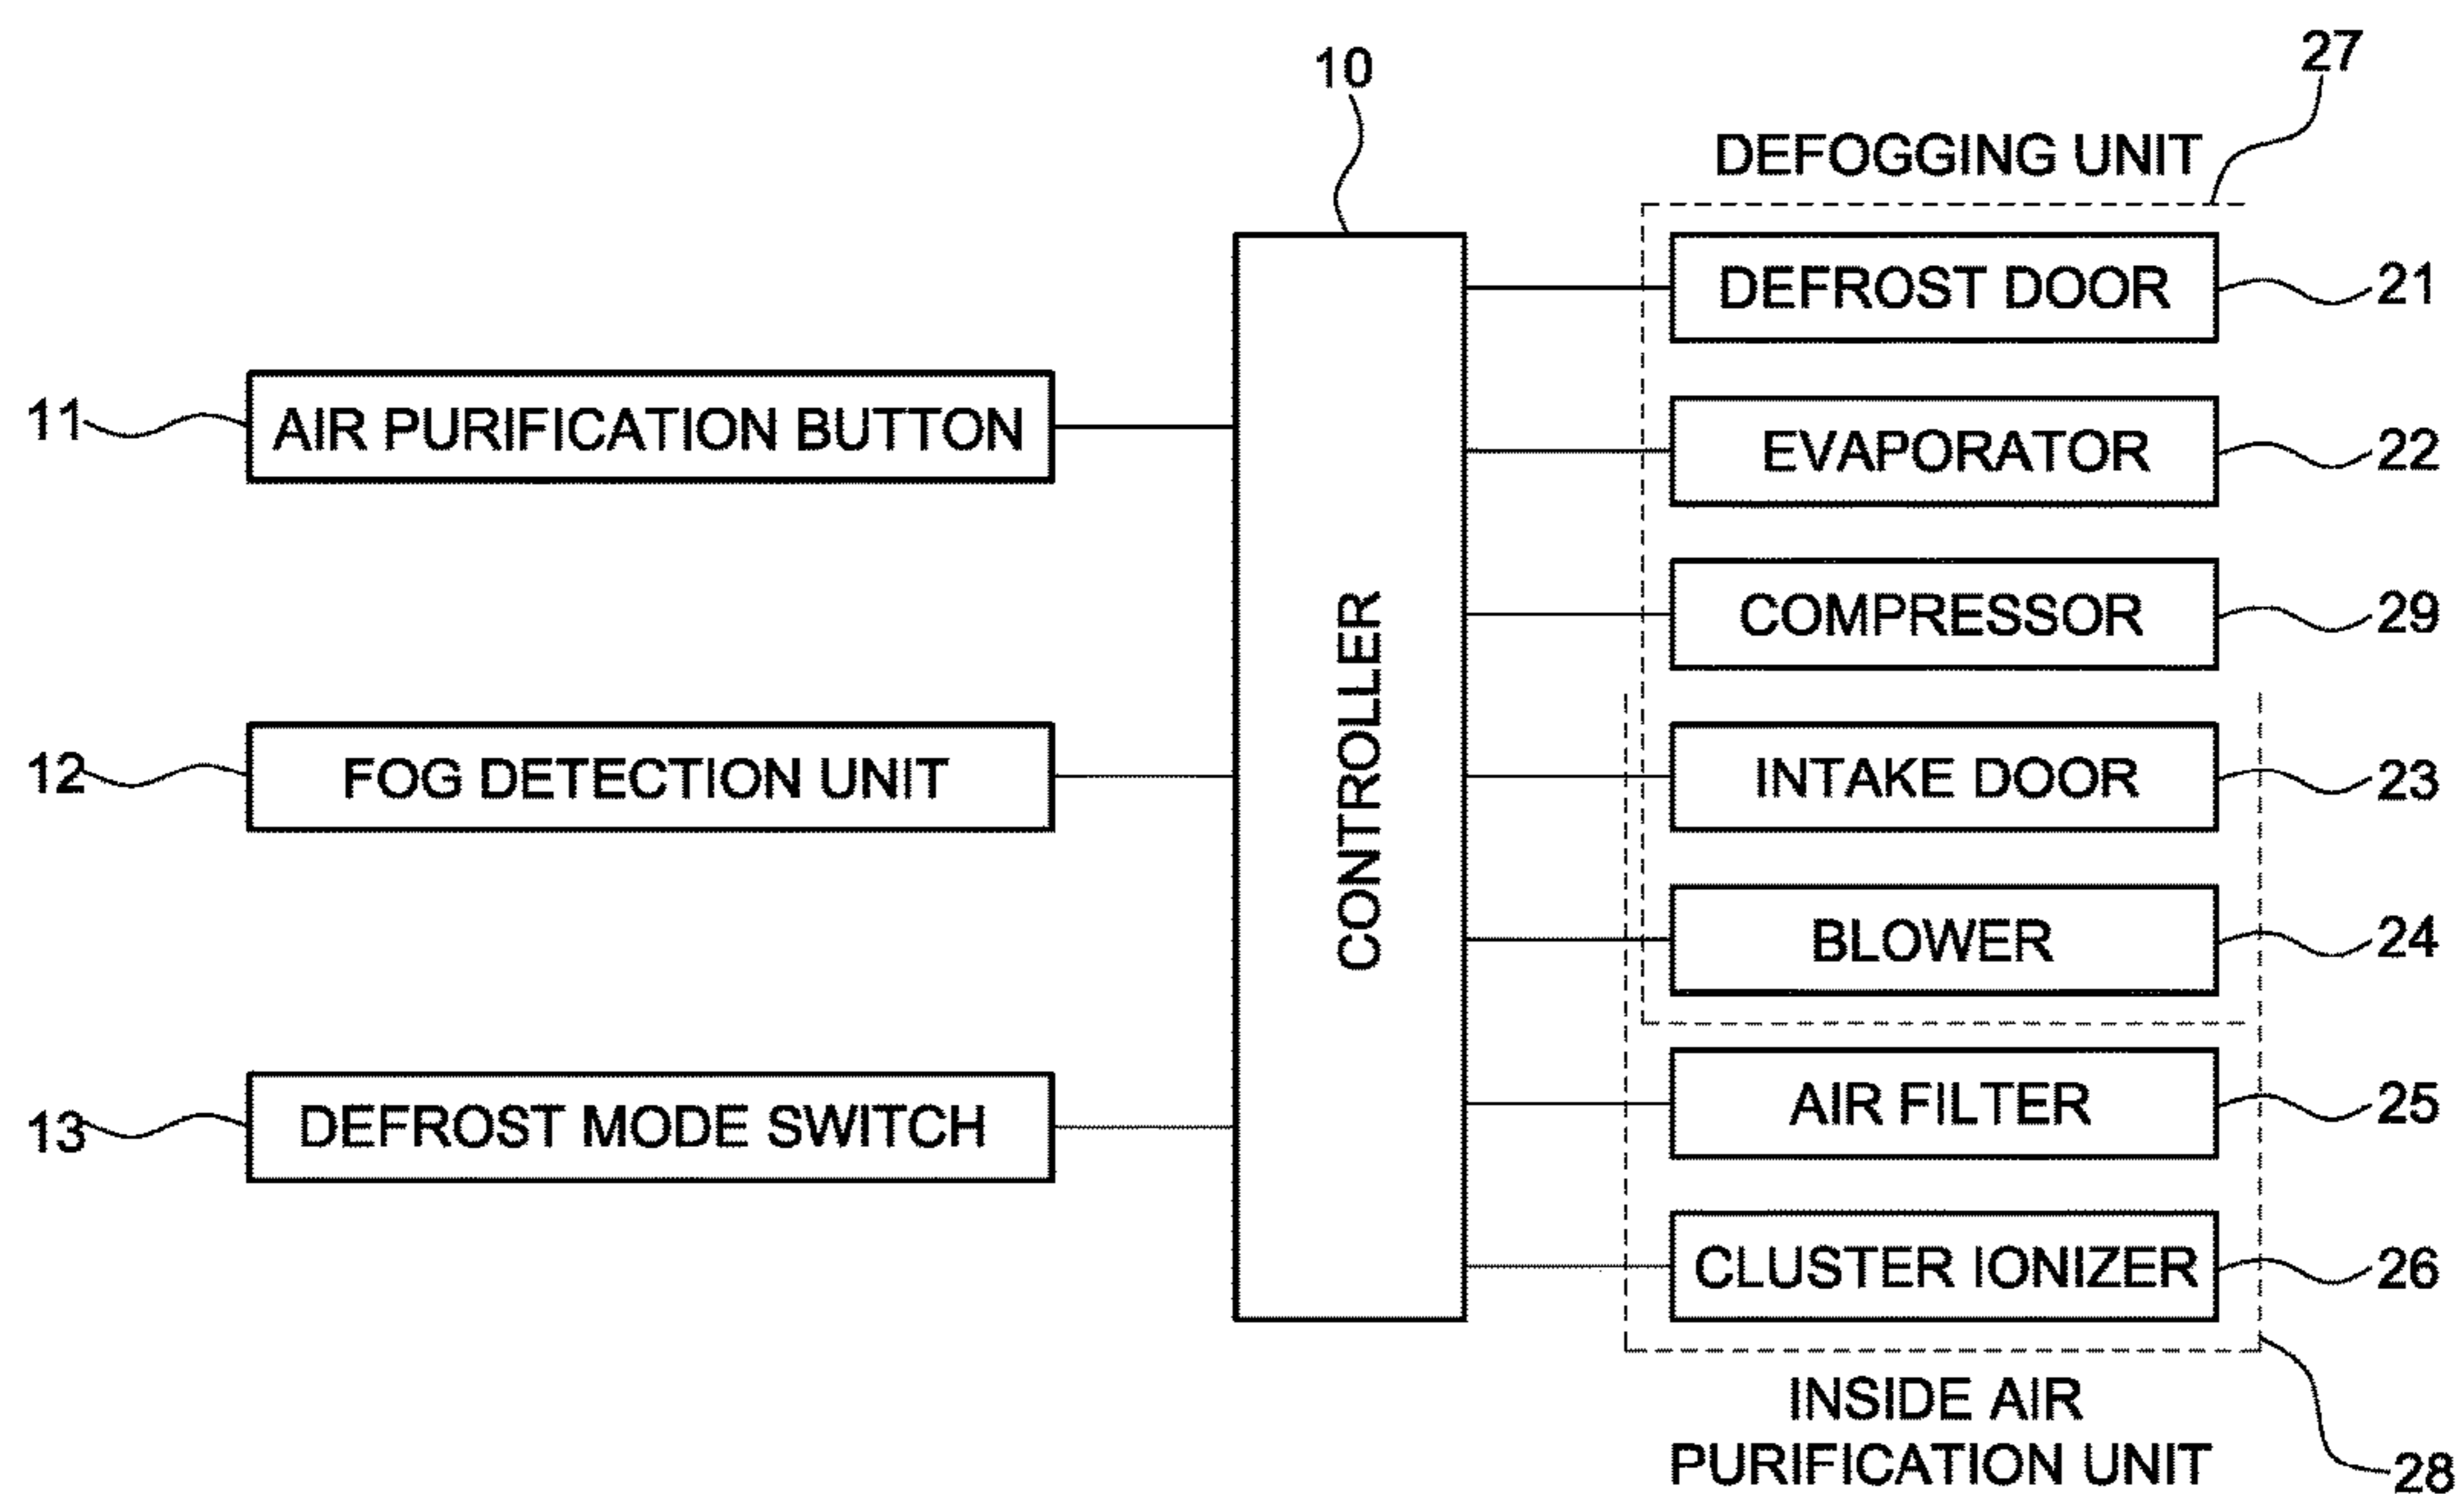 10
27
DEFOGGING UNIT
DEFROST DOOR
21
11
AIR PURIFICATION BUTTON
EVAPORATOR
22
COMPRESSOR
29
CONTROLLER
12
FOG DETECTION UNIT
INTAKE DOOR
23
BLOWER
24
13
DEFROST MODE SWITCH
AIR FILTER
25
CLUSTER IONIZER
26
INSIDE AIR
PURIFICATION UNIT
28